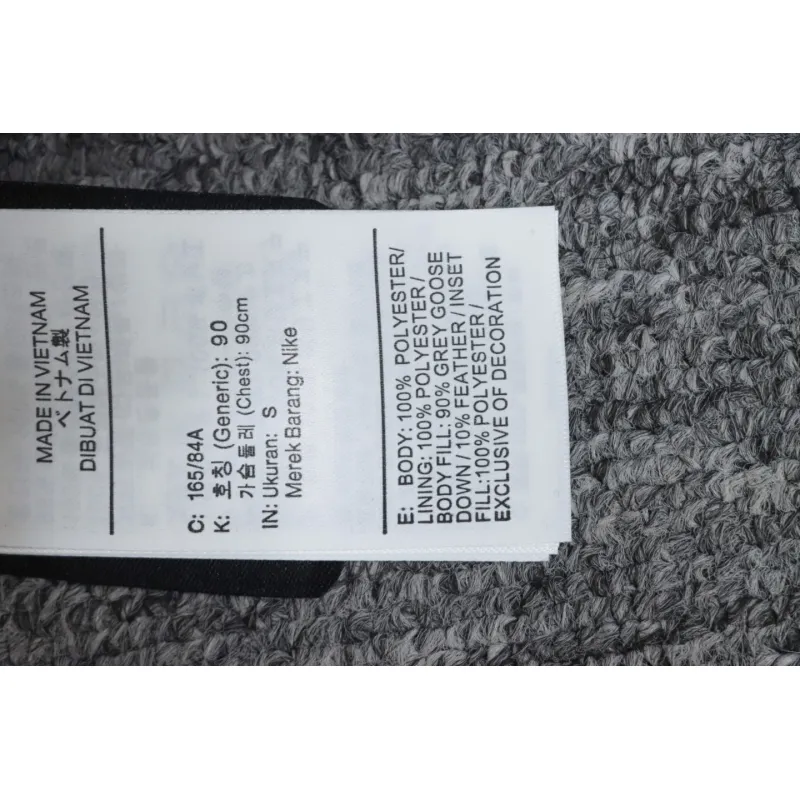 MADE IN VIETNAM
ベトナム製
DIBUAT DI VIETNAM
C: 165/84A
K: 호칭 (Generic): 90
가슴둘레 (Chest): 90cm
IN: Ukuran: S
Merek Barang: Nike
E: BODY: 100% POLYESTER/
LINING: 100% POLYESTER/
BODY FILL: 90% GREY GOOSE
DOWN/ 10% FEATHER/ INSET
FILL:100% POLYESTER/
EXCLUSIVE OF DECORATION